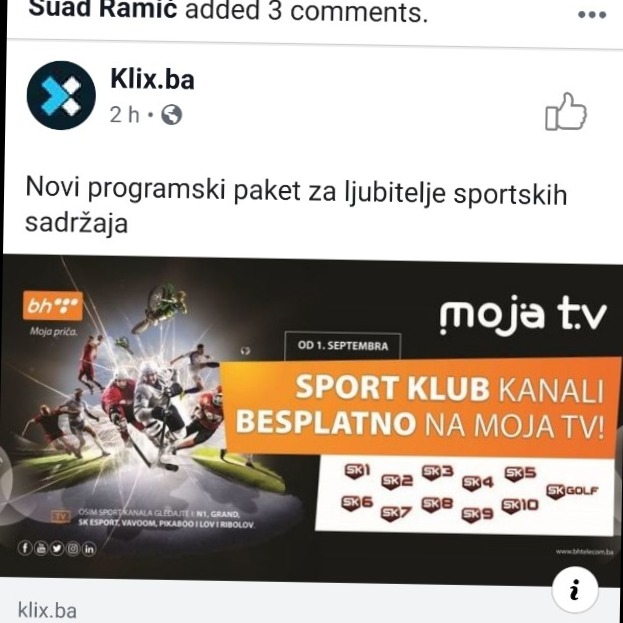 Suad Ramić added 3 comments.
Klix.ba
2 h
Novi programski paket za ljubitelje sportskih
sadržaja
bh
Moja priča.
moja tv
OD 1. SEPTEMBRA
SPORT KLUB KANALI
BESPLATNO NA MOJA TV!
SK1 SK2 SK3 SK4 SK5
SK GOLF
SK6 SK7 SK8 SK9 SK10
TV OSIM SPORT KANALA GLEDAJTE I: N1, GRAND,
SK ESPORT, VAVOOM, PIKABOO I LOV I RIBOLOV.
www.bhtelecom.ba
klix.ba